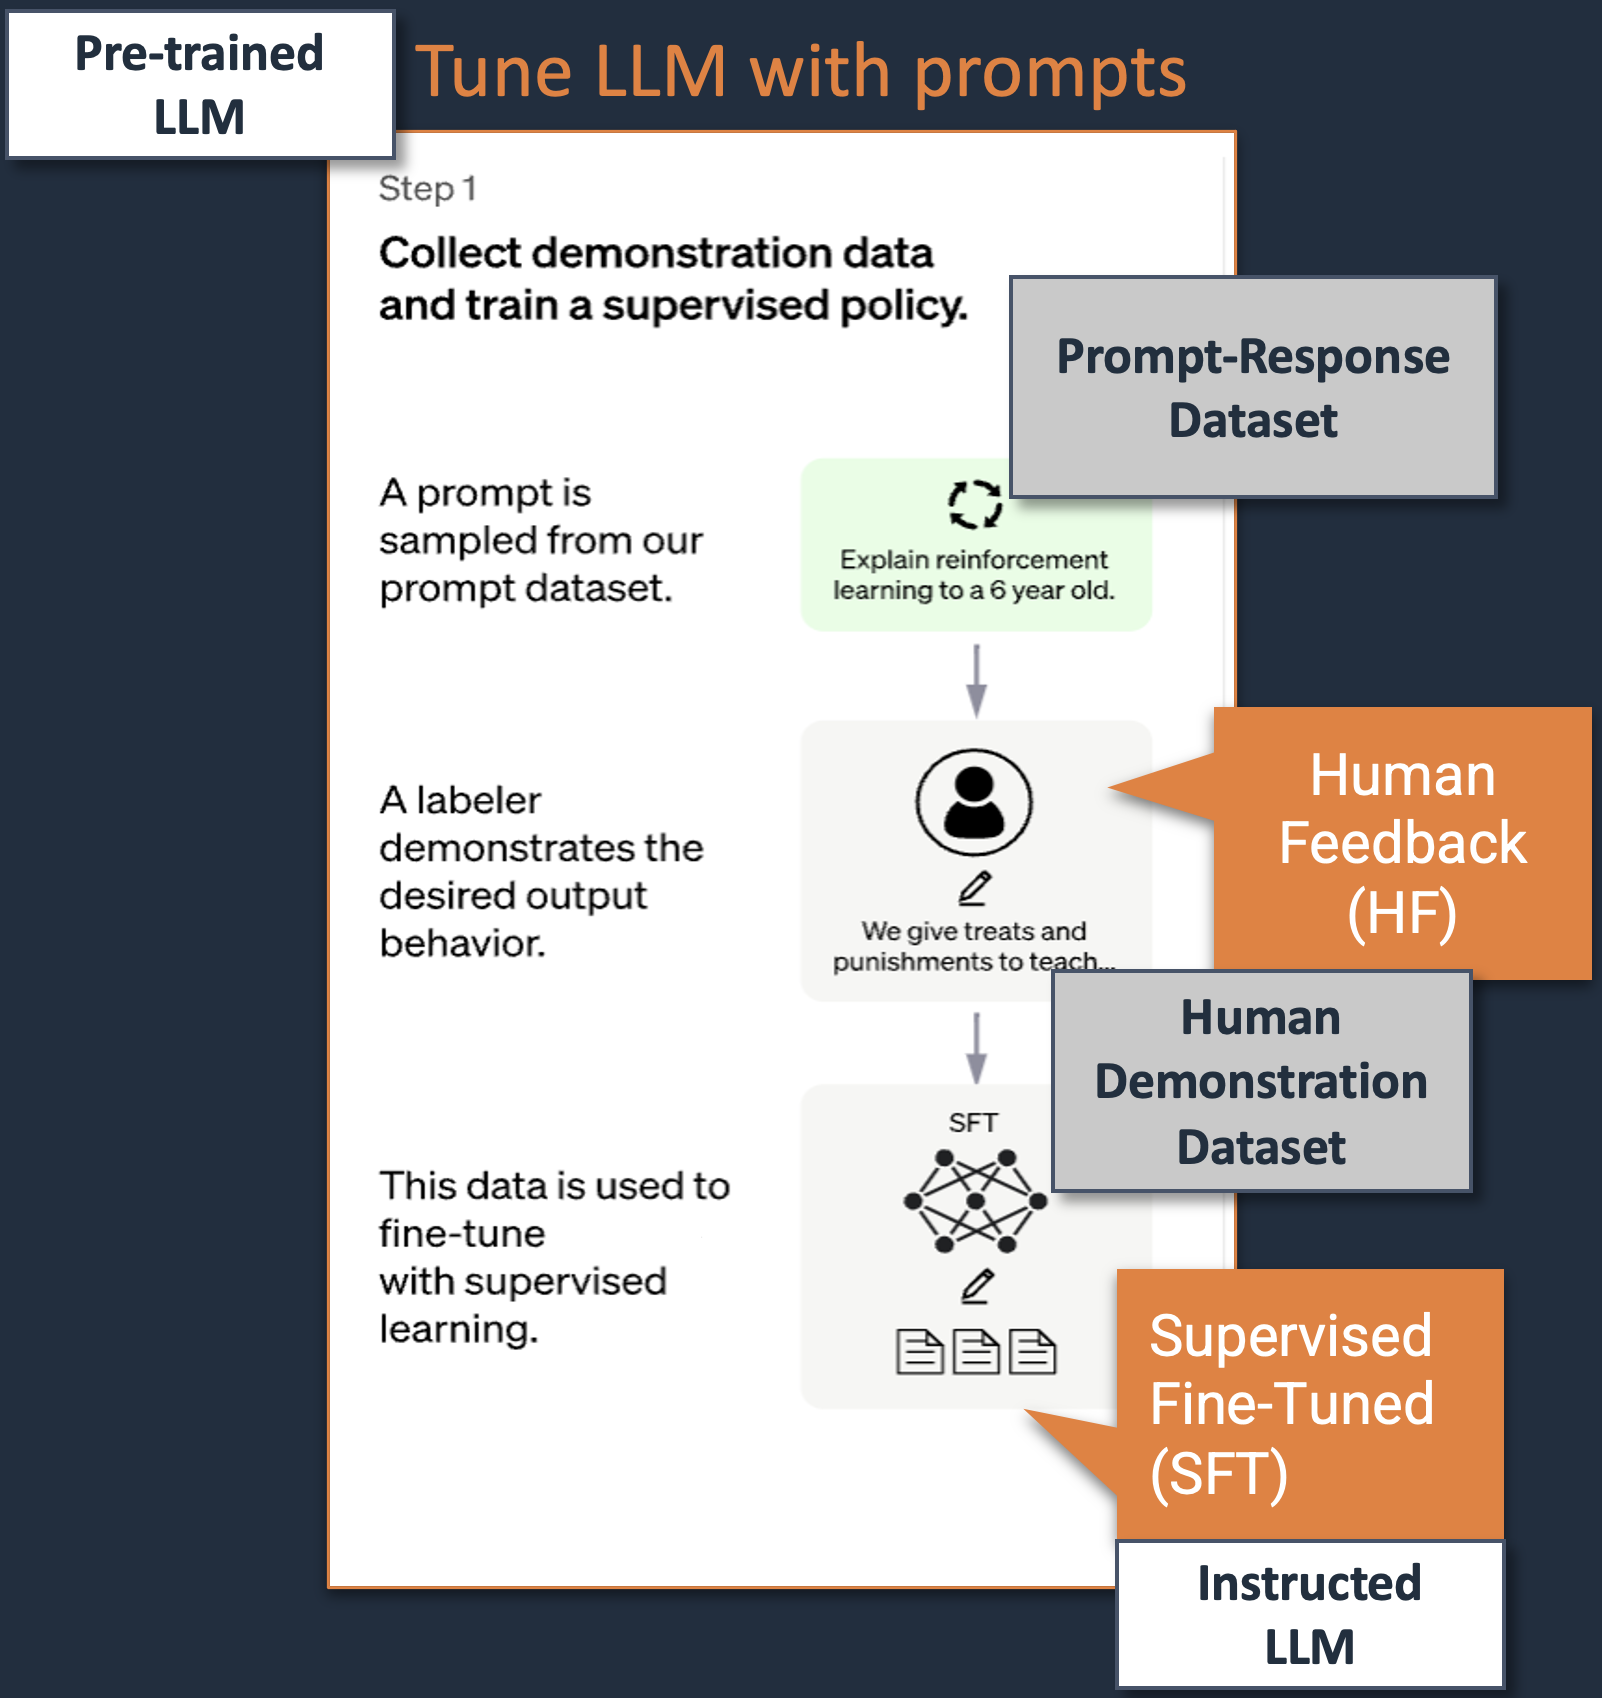 Pre-trained
LLM
Tune LLM with prompts
Step 1
Collect demonstration data
and train a supervised policy.
Prompt-Response
Dataset
A prompt is
sampled from our
prompt dataset.
Explain reinforcement
learning to a 6 year old.
A labeler
demonstrates the
desired output
behavior.
We give treats and
punishments to teach...
Human
Feedback
(HF)
Human
Demonstration
Dataset
This data is used to
fine-tune
with supervised
learning.
SFT
Supervised
Fine-Tuned
(SFT)
Instructed
LLM